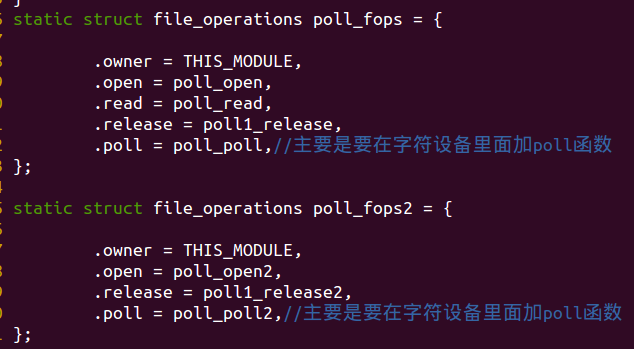 }
static struct file_operations poll_fops = {
.owner = THIS_MODULE,
.open = poll_open,
.read = poll_read,
.release = poll1_release,
.poll = poll_poll,//主要是要在字符设备里面加poll函数
};
static struct file_operations poll_fops2 = {
.owner = THIS_MODULE,
.open = poll_open2,
.release = poll1_release2,
.poll = poll_poll2,//主要是要在字符设备里面加poll函数
};